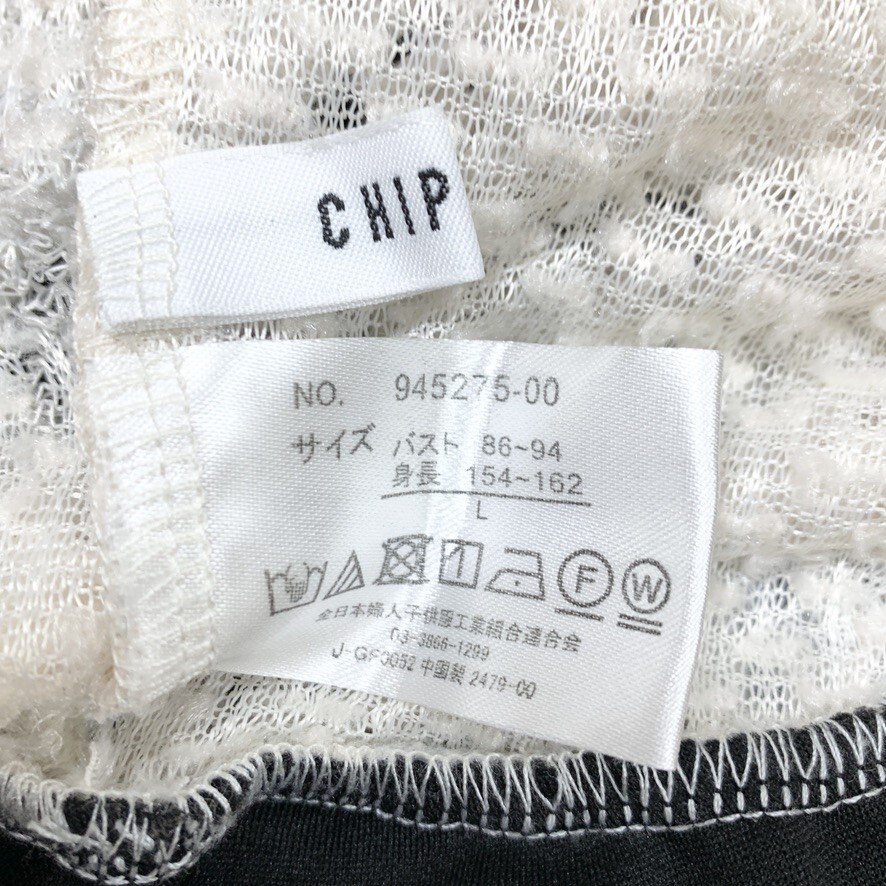 CHIP
NO. 945275-00
サイズ バスト 86~94
身長 154~162
L
F W
全日本婦人子供服工業組合連合会
03-3866-1299
J-GF0052 中国製 2479-00